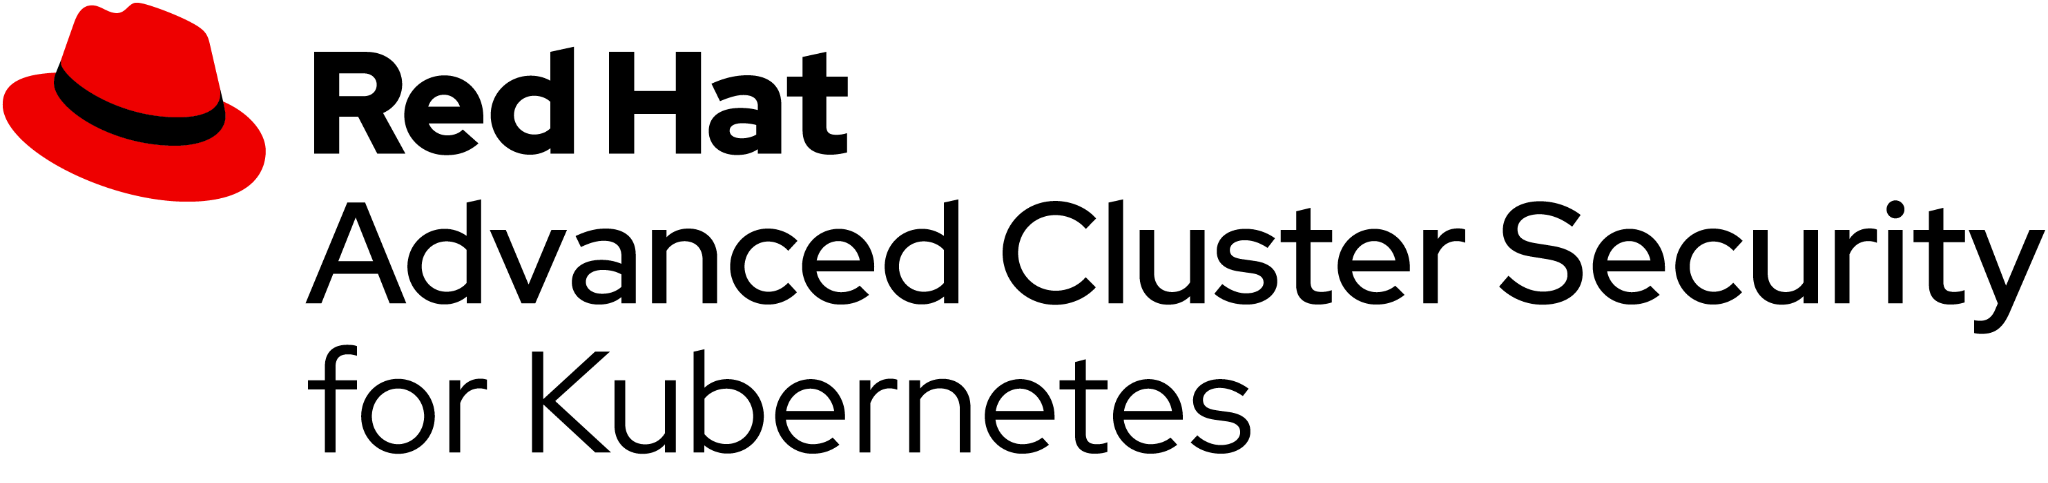 Red Hat
Advanced Cluster Security
for Kubernetes